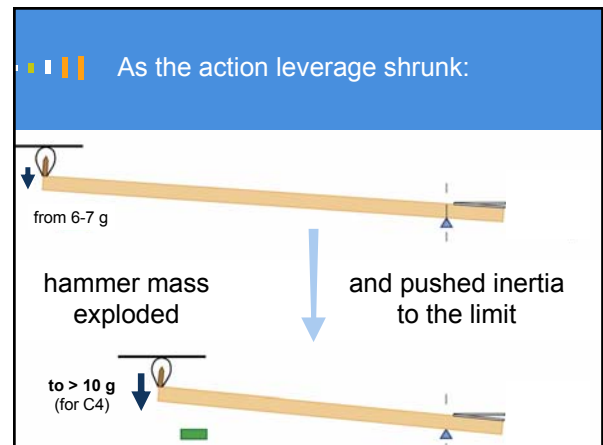 As the action leverage shrunk:
from 6-7 g
hammer mass
exploded
and pushed inertia
to the limit
to > 10 g
(for C4)